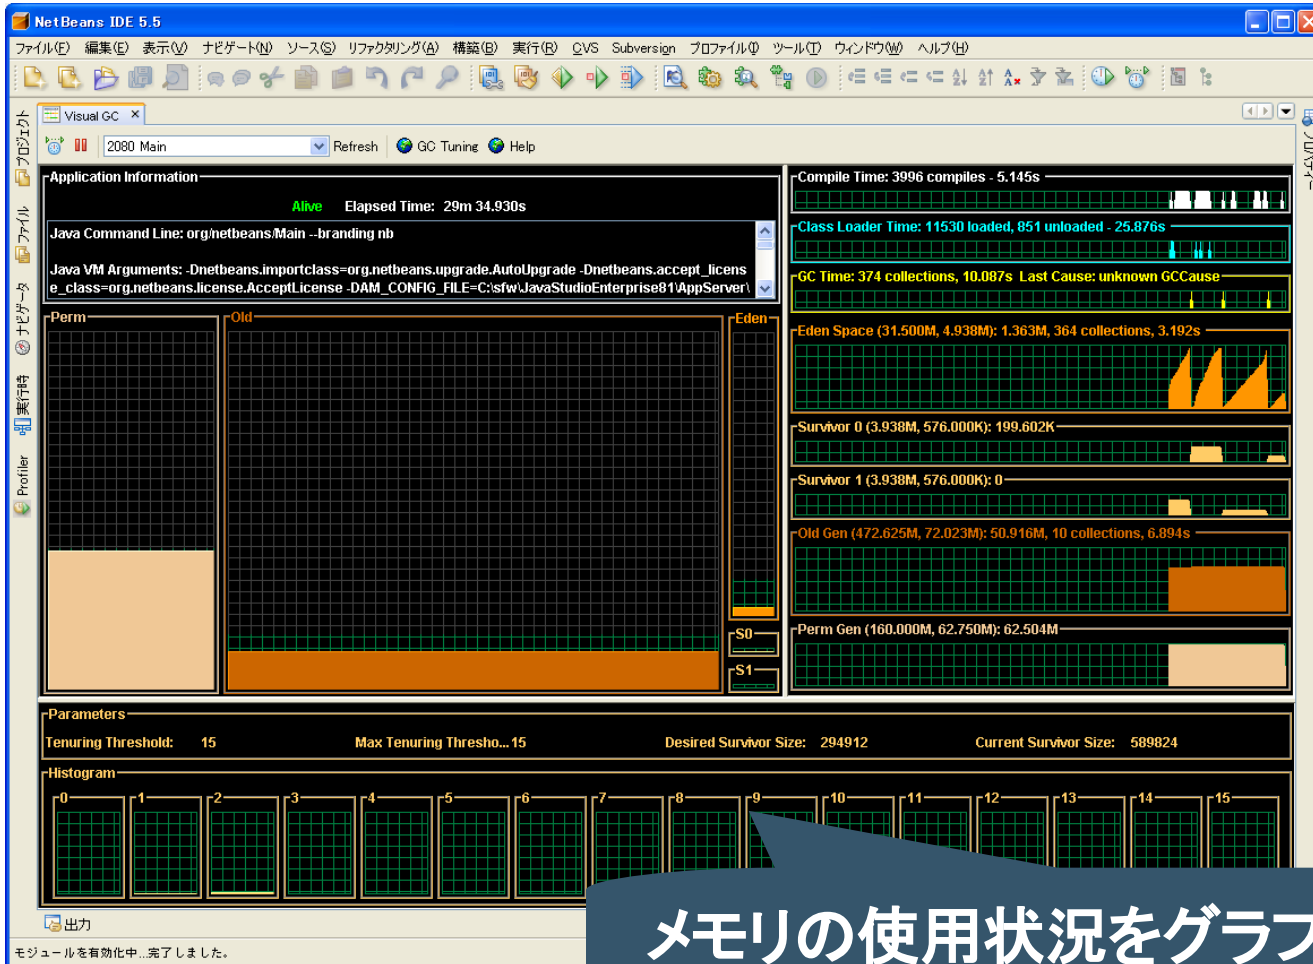 NetBeans IDE 5.5
ファイル(F) 編集(E) 表示(V) ナビゲート(N) ソース(S) リファクタリング(A) 構築(B) 実行(R) CVS Subversion プロファイル(I) ツール(T) ウィンドウ(W) ヘルプ(H)
Visual GC
2080 Main Refresh GC Tuning Help
プロジェクト
ファイル
ナビゲータ
実行時
Profiler
プロパティー
Application Information
Alive Elapsed Time: 29m 34.930s
Java Command Line: org/netbeans/Main --branding nb
Java VM Arguments: -Dnetbeans.importclass=org.netbeans.upgrade.AutoUpgrade -Dnetbeans.accept_licens
e_class=org.netbeans.license.AcceptLicense -DAM_CONFIG_FILE=C:\sfw\JavaStudioEnterprise81\AppServer\
Perm
Old
Eden
S0
S1
Compile Time: 3996 compiles - 5.145s
Class Loader Time: 11530 loaded, 851 unloaded - 25.876s
GC Time: 374 collections, 10.087s Last Cause: unknown GCCause
Eden Space (31.500M, 4.938M): 1.363M, 364 collections, 3.192s
Survivor 0 (3.938M, 576.000K): 199.602K
Survivor 1 (3.938M, 576.000K): 0
Old Gen (472.625M, 72.023M): 50.916M, 10 collections, 6.894s
Perm Gen (160.000M, 62.750M): 62.504M
Parameters
Tenuring Threshold: 15 Max Tenuring Thresho... 15 Desired Survivor Size: 294912 Current Survivor Size: 589824
Histogram
0 1 2 3 4 5 6 7 8 9 10 11 12 13 14 15
メモリの使用状況をグラフ
出力
モジュールを有効化中...完了しました。